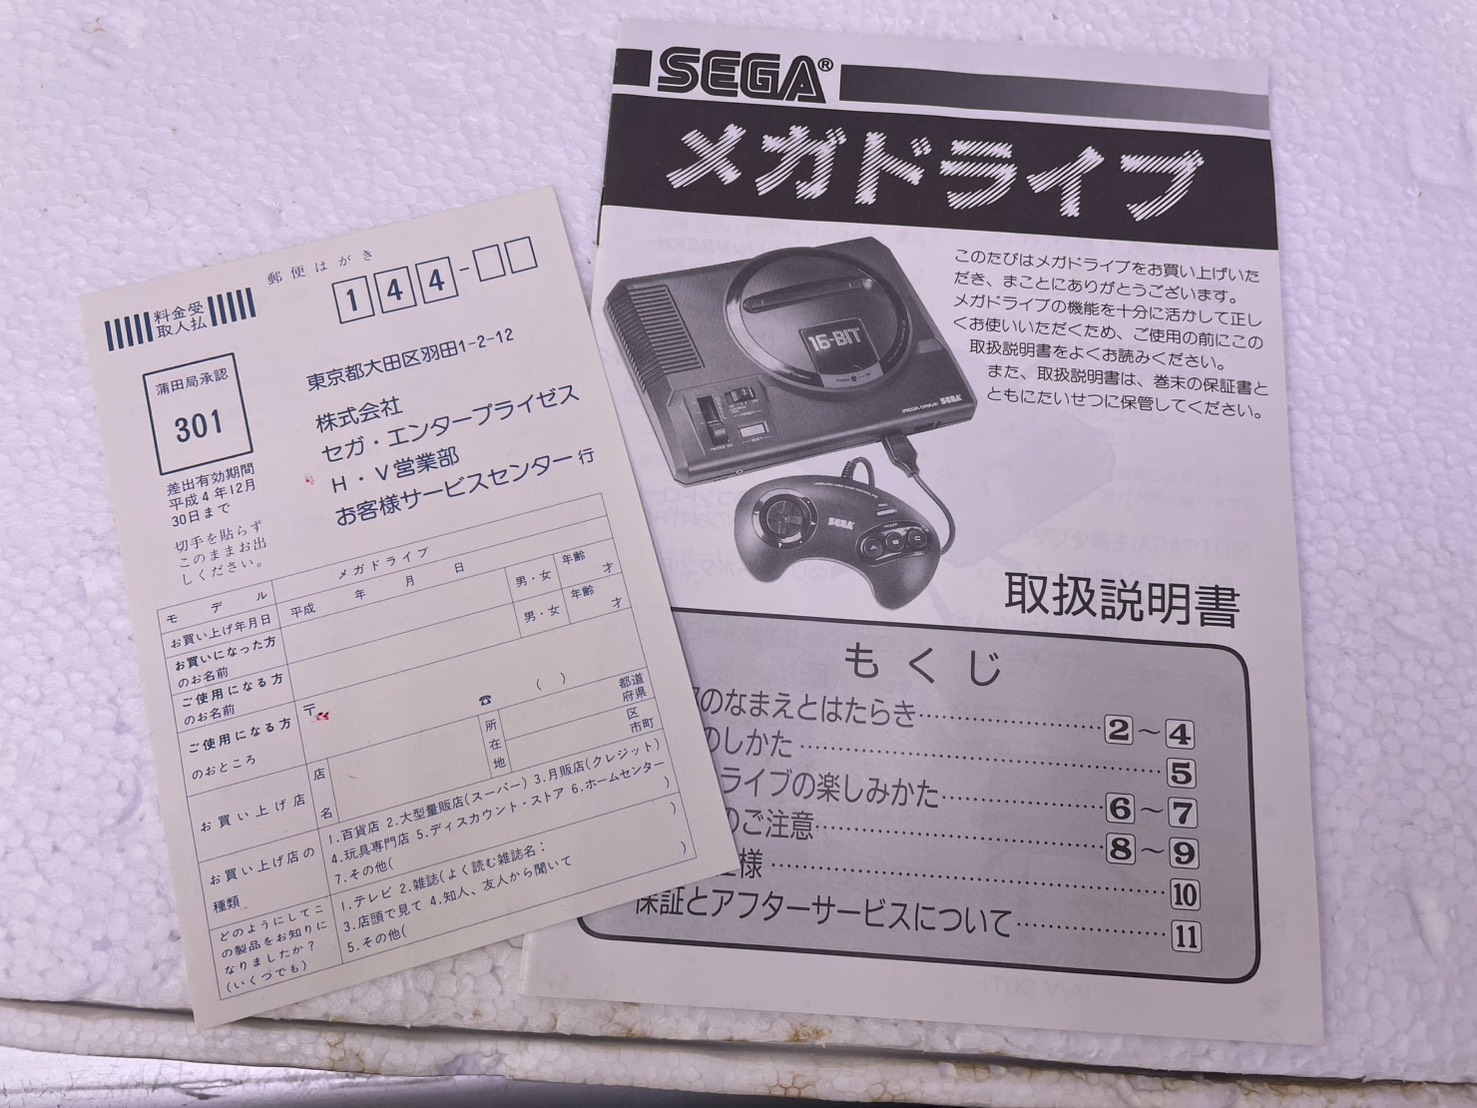 郵便はがき
料金受
取人払
144-
蒲田局承認
301
差出有効期間
平成4年12月
30日まで
切手を貼らず
このままお出
しください。
東京都大田区羽田1-2-12
株式会社
セガ・エンタープライゼス
H・V営業部
お客様サービスセンター行
モデル メガドライブ
お買い上げ年月日 平成 年 月 日
お買いになった方
のお名前 男・女 年齢 才
ご使用になる方
のお名前 男・女 年齢 才
ご使用になる方
のおところ 〒 ☎ ( )
お買い上げ店 店名 所在地 都道府県 区市町
お買い上げ店の
種類
1.百貨店 2.大型量販店(スーパー) 3.月販店(クレジット)
4.玩具専門店 5.ディスカウント・ストア 6.ホームセンター
7.その他( )
どのようにしてこ
の製品をお知りに
なりましたか?
(いくつでも)
1.テレビ 2.雑誌(よく読む雑誌名: )
3.店頭で見て 4.知人、友人から聞いて
5.その他( )
SEGA®
メガドライブ
このたびはメガドライブをお買い上げいた
だき、まことにありがとうございます。
メガドライブの機能を十分に活かして正し
くお使いいただくため、ご使用の前にこの
取扱説明書をよくお読みください。
また、取扱説明書は、巻末の保証書と
ともにたいせつに保管してください。
16-BIT
MEGA DRIVE SEGA
SEGA
取扱説明書
もくじ
のなまえとはたらき 2~4
のしかた 5
ドライブの楽しみかた 6~7
のご注意 8~9
仕様 10
保証とアフターサービスについて 11